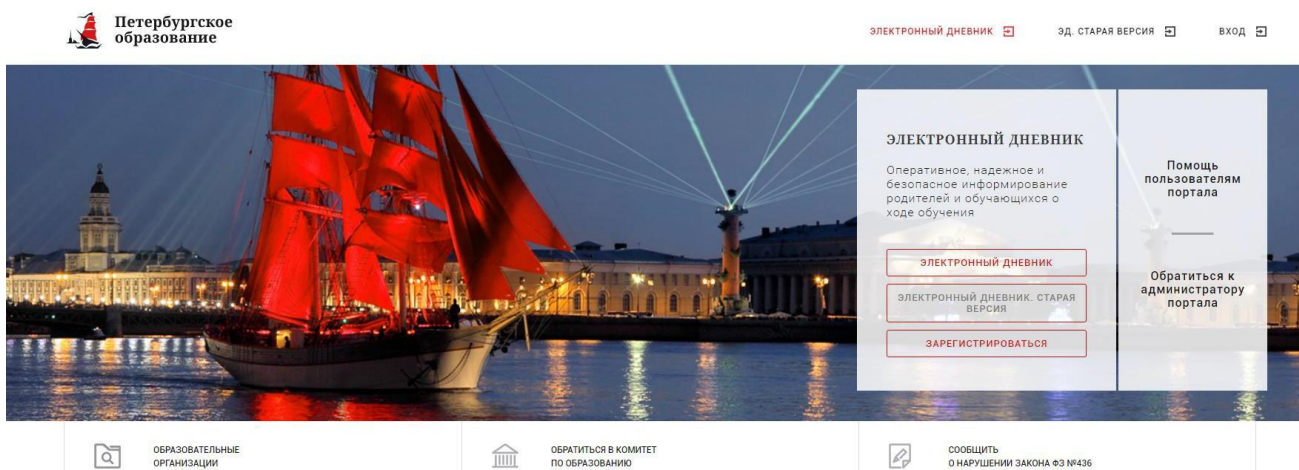 Петербургское
образование
ЭЛЕКТРОННЫЙ ДНЕВНИК
ЭД. СТАРАЯ ВЕРСИЯ
ВХОД
ЭЛЕКТРОННЫЙ ДНЕВНИК
Оперативное, надежное и
безопасное информирование
родителей и обучающихся о
ходе обучения
ЭЛЕКТРОННЫЙ ДНЕВНИК
ЭЛЕКТРОННЫЙ ДНЕВНИК. СТАРАЯ
ВЕРСИЯ
ЗАРЕГИСТРИРОВАТЬСЯ
Помощь
пользователям
портала
Обратиться к
администратору
портала
ОБРАЗОВАТЕЛЬНЫЕ
ОРГАНИЗАЦИИ
ОБРАТИТЬСЯ В КОМИТЕТ
ПО ОБРАЗОВАНИЮ
СООБЩИТЬ
О НАРУШЕНИИ ЗАКОНА ФЗ №436